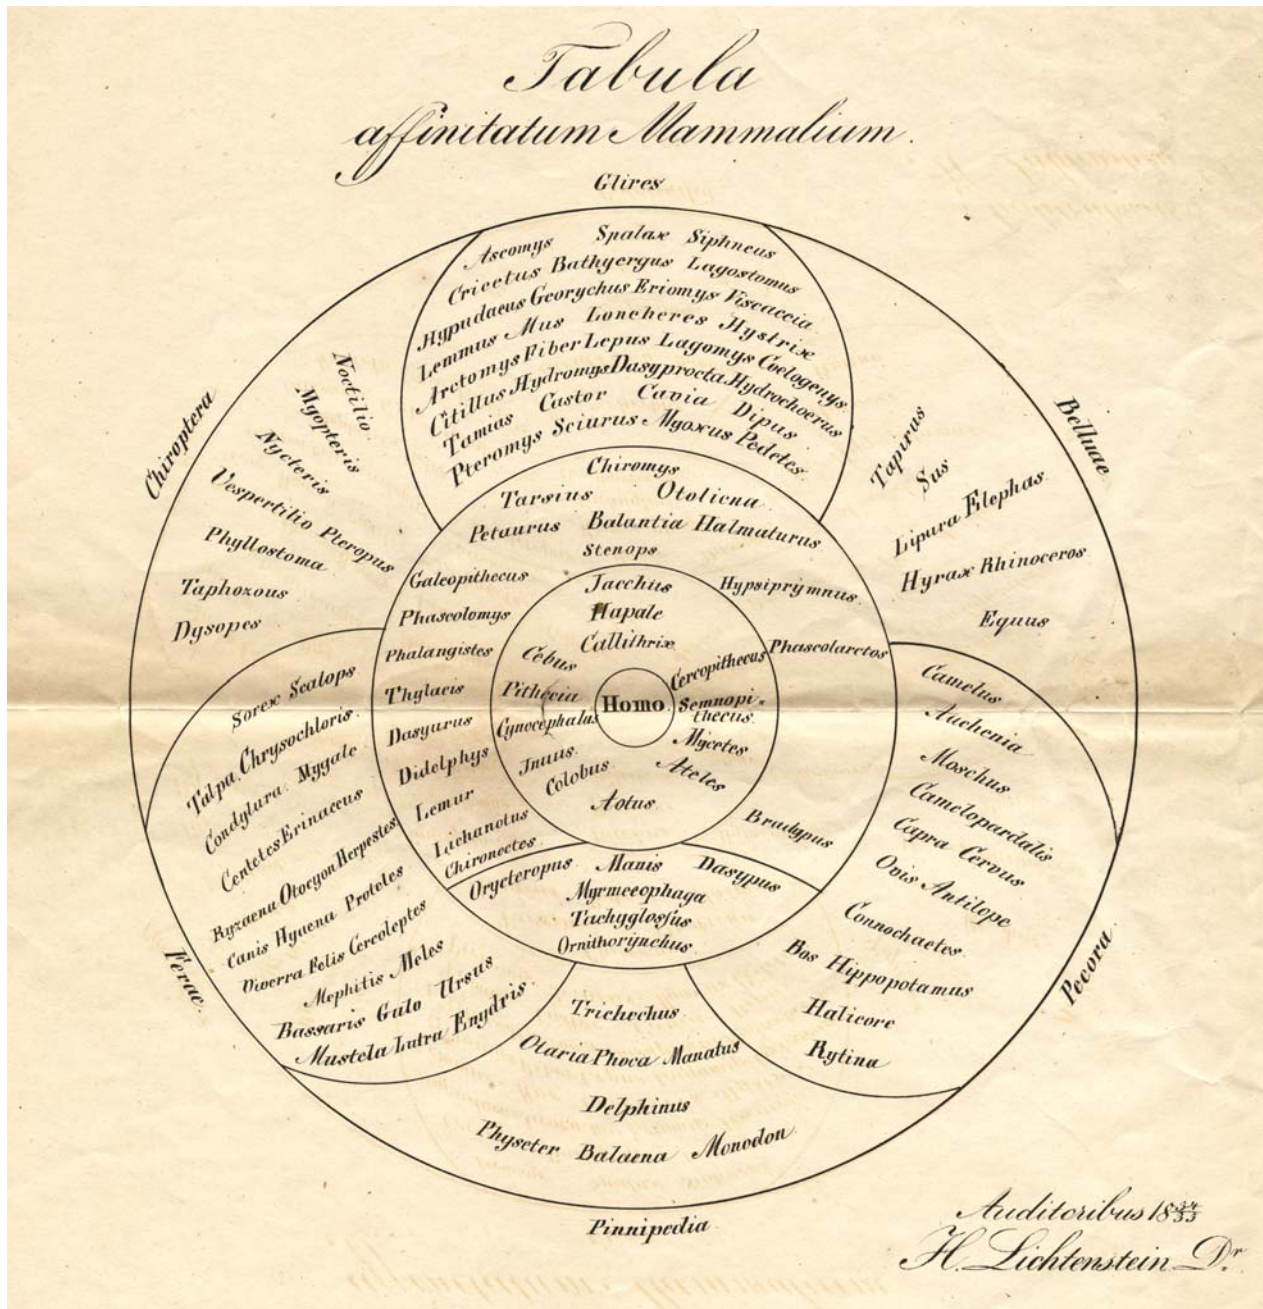 Tabula
affinitatum Mammalium.
Glires
Ascomys Spalax Siphneus
Cricetus Bathyergus Lagostomus
Hypudaeus Georychus Eriomys Viscaccia
Lemmus Mus Loncheres Hystrix
Arctomys Fiber Lepus Lagomys Coelogenys
Citillus Hydromys Dasyprocta Hydrochoerus
Tamias Castor Cavia Dipus
Pteromys Sciurus Myoxus Pedetes
Chiroptera
Noctilio
Myopteris
Nycteris
Vespertilio Pteropus
Phyllostoma
Taphozous
Dysopes
Belluae
Tapirus
Sus
Lipura Elephas
Hyrax Rhinoceros
Equus
Chiromys
Tarsius Otolicna
Petaurus Balantia Halmaturus
Stenops
Galeopithecus
Hypsiprymnus
Phascolomys
Phalangistes
Phascolarctos
Thylacis
Dasyurus
Didelphys
Lemur
Lichanotus
Chironectes
Bradypus
Jacchus
Hapale
Callithrix
Cebus
Cercopithecus
Pithecia
Homo
Semnopi-
thecus
Cynocephalus
Mycetes
Inuus
Colobus
Ateles
Aotus
Orycteropus Manis Dasypus
Myrmecophaga
Tachyglossus
Ornithorynchus
Ferae
Sorex Scalops
Talpa Chrysochloris
Condylura Mygale
Centetes Erinaceus
Ryzaena Otocyon Herpestes
Canis Hyaena Proteles
Viverra Felis Cercoleptes
Mephitis Meles
Bassaris Gulo Ursus
Mustela Lutra Enydris
Pecora
Camelus
Auchenia
Moschus
Camelopardalis
Capra Cervus
Ovis Antilope
Connochaetes
Bos Hippopotamus
Halicore
Rytina
Trichechus
Otaria Phoca Manatus
Delphinus
Physeter Balaena Monodon
Pinnipedia
Auditoribus 18
H. Lichtenstein Dr.